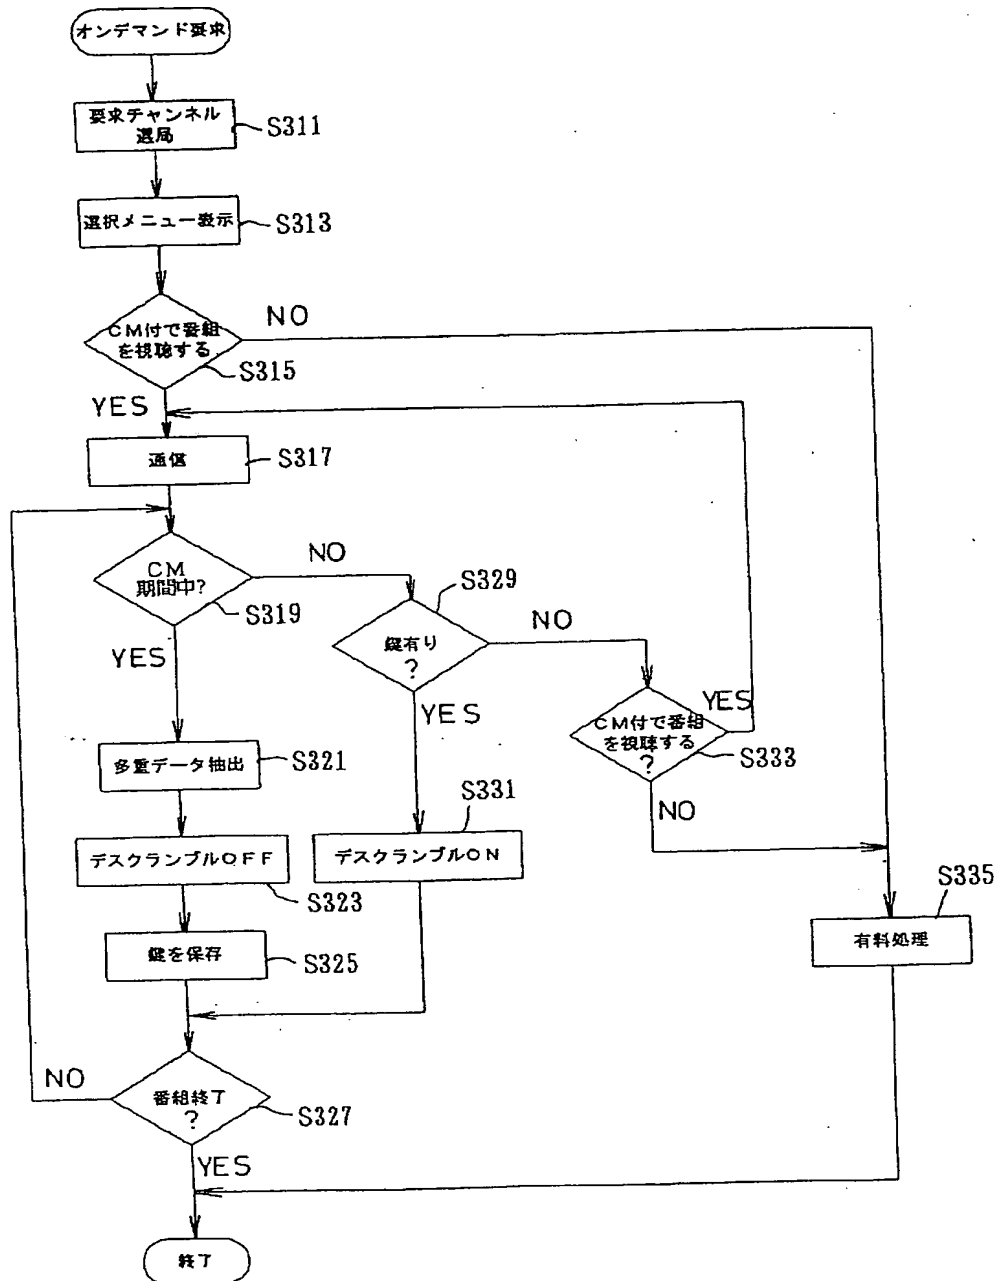 オンデマンド要求
要求チャンネル
選局
S311
選択メニュー表示
S313
CM付で番組
を視聴する
S315
NO
YES
通信
S317
CM
期間中?
S319
NO
YES
S329
鍵有り
?
NO
YES
CM付で番組
を視聴する
?
S333
YES
NO
多重データ抽出
S321
デスクランブルOFF
S323
S331
デスクランブルON
鍵を保存
S325
S335
有料処理
番組終了
?
S327
NO
YES
終了